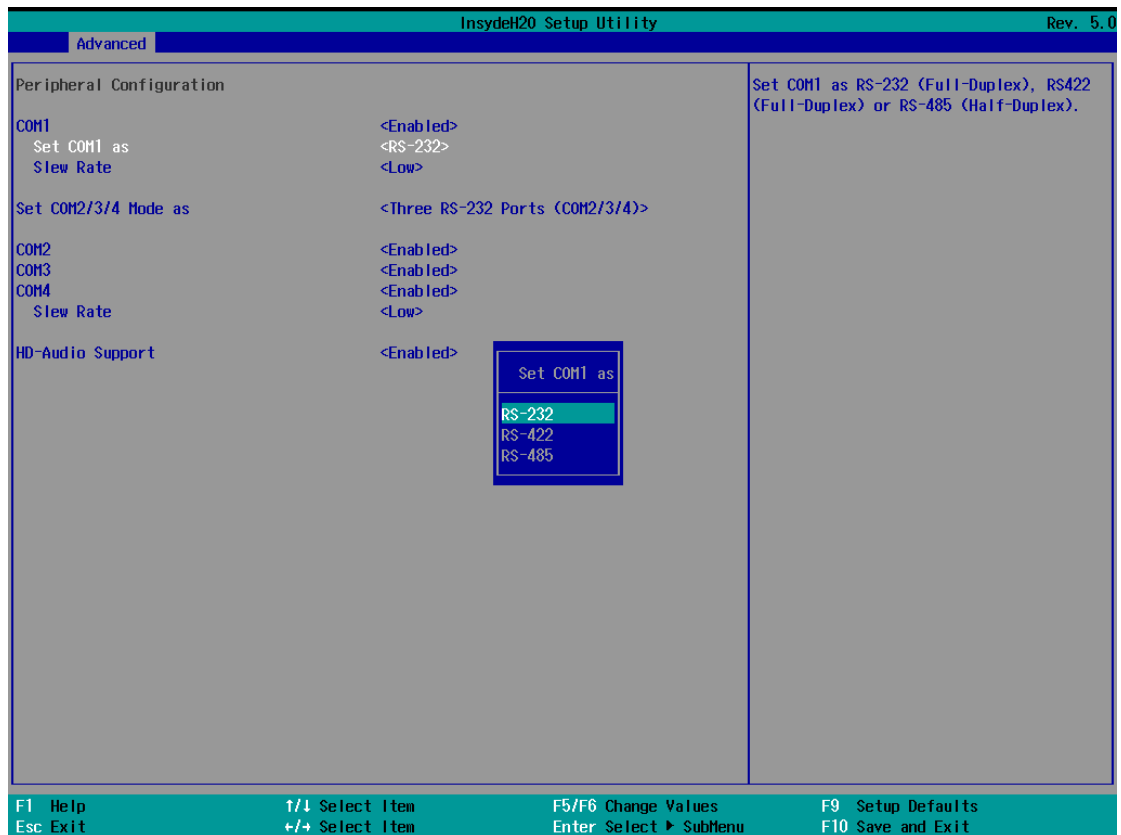 InsydeH20 Setup Utility Rev. 5.0
Advanced
Peripheral Configuration
COM1 <Enabled>
Set COM1 as <RS-232>
Slew Rate <Low>
Set COM2/3/4 Mode as <Three RS-232 Ports (COM2/3/4)>
COM2 <Enabled>
COM3 <Enabled>
COM4 <Enabled>
Slew Rate <Low>
HD-Audio Support <Enabled>
Set COM1 as
RS-232
RS-422
RS-485
Set COM1 as RS-232 (Full-Duplex), RS422
(Full-Duplex) or RS-485 (Half-Duplex).
F1 Help ↑/↓ Select Item F5/F6 Change Values F9 Setup Defaults
Esc Exit ←/→ Select Item Enter Select ▶ SubMenu F10 Save and Exit